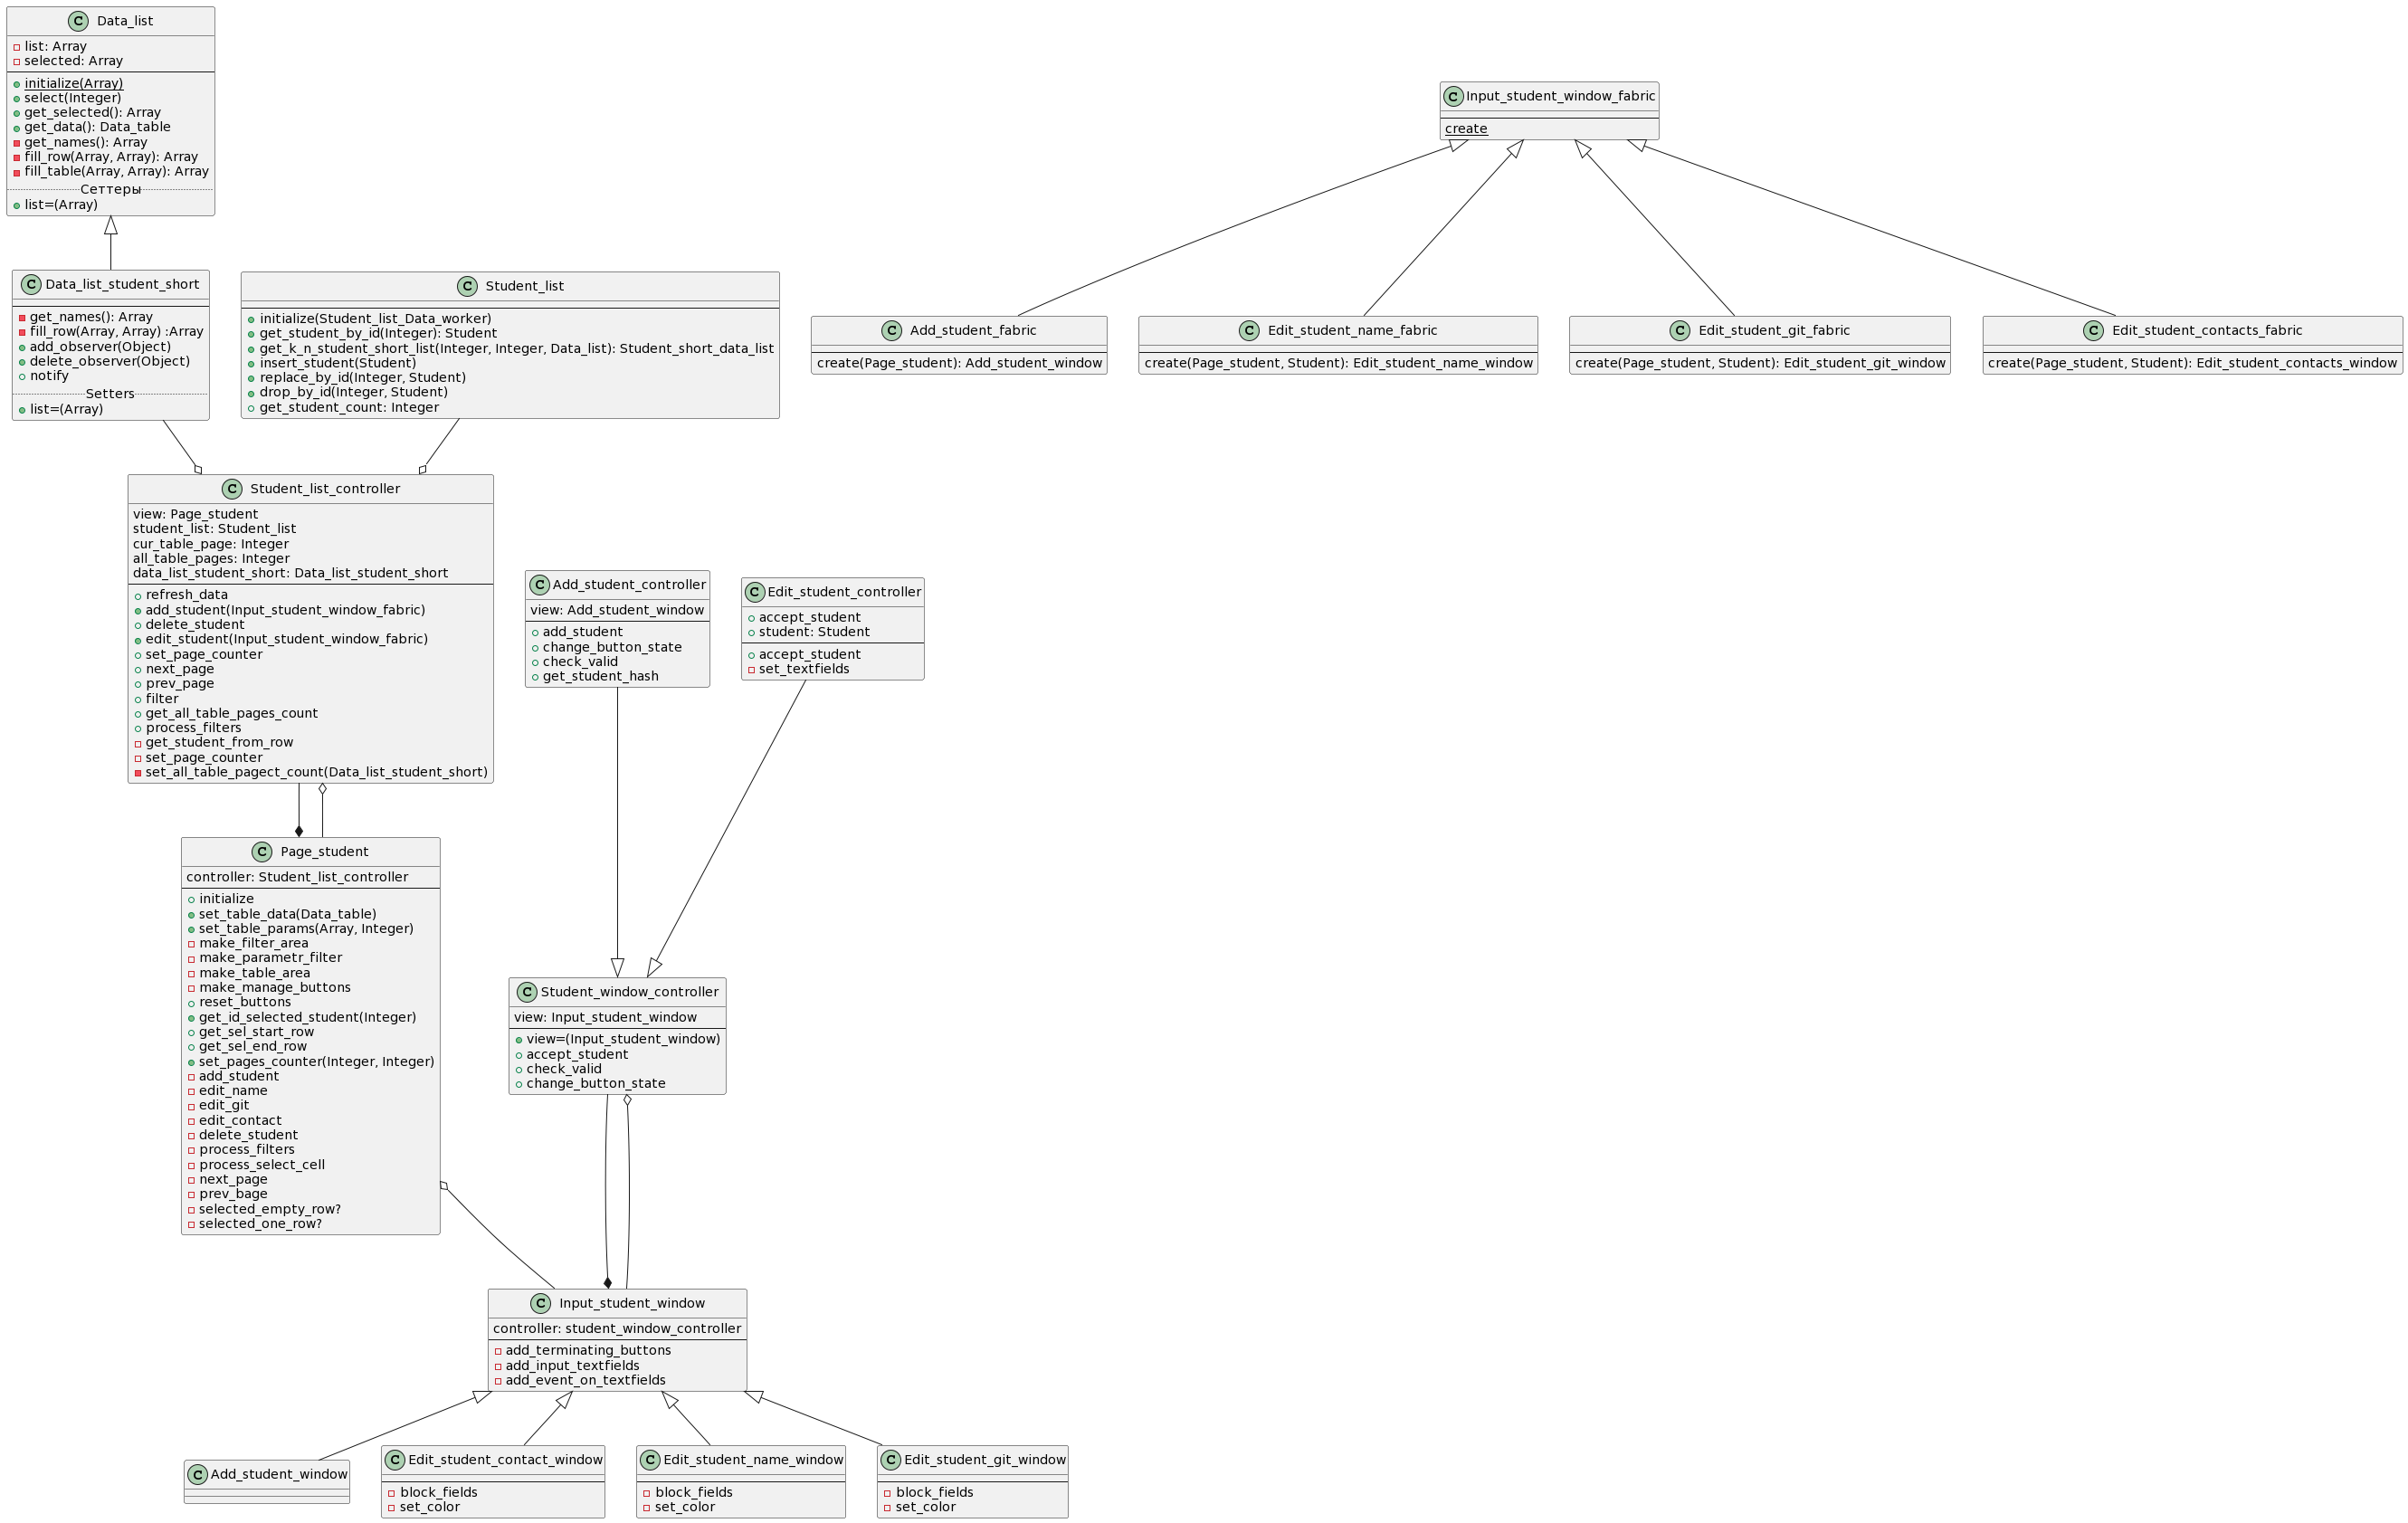 Data_list
list: Array
selected: Array
initialize(Array)
select(Integer)
get_selected(): Array
get_data(): Data_table
get_names(): Array
fill_row(Array, Array): Array
fill_table(Array, Array): Array
Сеттеры
list=(Array)
Input_student_window_fabric
create
Data_list_student_short
get_names(): Array
fill_row(Array, Array) :Array
add_observer(Object)
delete_observer(Object)
notify
Setters
list=(Array)
Student_list
initialize(Student_list_Data_worker)
get_student_by_id(Integer): Student
get_k_n_student_short_list(Integer, Integer, Data_list): Student_short_data_list
insert_student(Student)
replace_by_id(Integer, Student)
drop_by_id(Integer, Student)
get_student_count: Integer
Add_student_fabric
create(Page_student): Add_student_window
Edit_student_name_fabric
create(Page_student, Student): Edit_student_name_window
Edit_student_git_fabric
create(Page_student, Student): Edit_student_git_window
Edit_student_contacts_fabric
create(Page_student, Student): Edit_student_contacts_window
Student_list_controller
view: Page_student
student_list: Student_list
cur_table_page: Integer
all_table_pages: Integer
data_list_student_short: Data_list_student_short
refresh_data
add_student(Input_student_window_fabric)
delete_student
edit_student(Input_student_window_fabric)
set_page_counter
next_page
prev_page
filter
get_all_table_pages_count
process_filters
get_student_from_row
set_page_counter
set_all_table_pagect_count(Data_list_student_short)
Add_student_controller
view: Add_student_window
add_student
change_button_state
check_valid
get_student_hash
Edit_student_controller
accept_student
student: Student
accept_student
set_textfields
Page_student
controller: Student_list_controller
initialize
set_table_data(Data_table)
set_table_params(Array, Integer)
make_filter_area
make_parametr_filter
make_table_area
make_manage_buttons
reset_buttons
get_id_selected_student(Integer)
get_sel_start_row
get_sel_end_row
set_pages_counter(Integer, Integer)
add_student
edit_name
edit_git
edit_contact
delete_student
process_filters
process_select_cell
next_page
prev_bage
selected_empty_row?
selected_one_row?
Student_window_controller
view: Input_student_window
view=(Input_student_window)
accept_student
check_valid
change_button_state
Input_student_window
controller: student_window_controller
add_terminating_buttons
add_input_textfields
add_event_on_textfields
Add_student_window
Edit_student_contact_window
block_fields
set_color
Edit_student_name_window
block_fields
set_color
Edit_student_git_window
block_fields
set_color